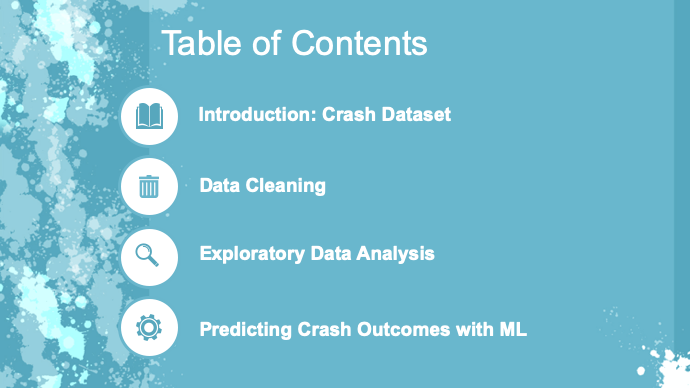 Table of Contents
Introduction: Crash Dataset
Data Cleaning
Exploratory Data Analysis
Predicting Crash Outcomes with ML